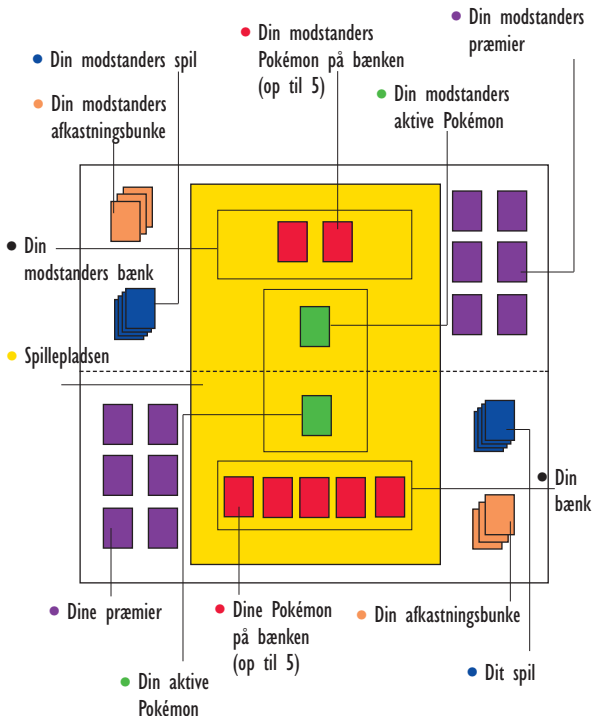 Din modstanders spil
Din modstanders
afkastningsbunke
Din modstanders
Pokémon på bænken
(op til 5)
Din modstanders
præmier
Din modstanders
aktive Pokémon
Din
modstanders bænk
Spillepladsen
Din
bænk
Dine præmier
Dine Pokémon
på bænken
(op til 5)
Din afkastningsbunke
Din aktive
Pokémon
Dit spil